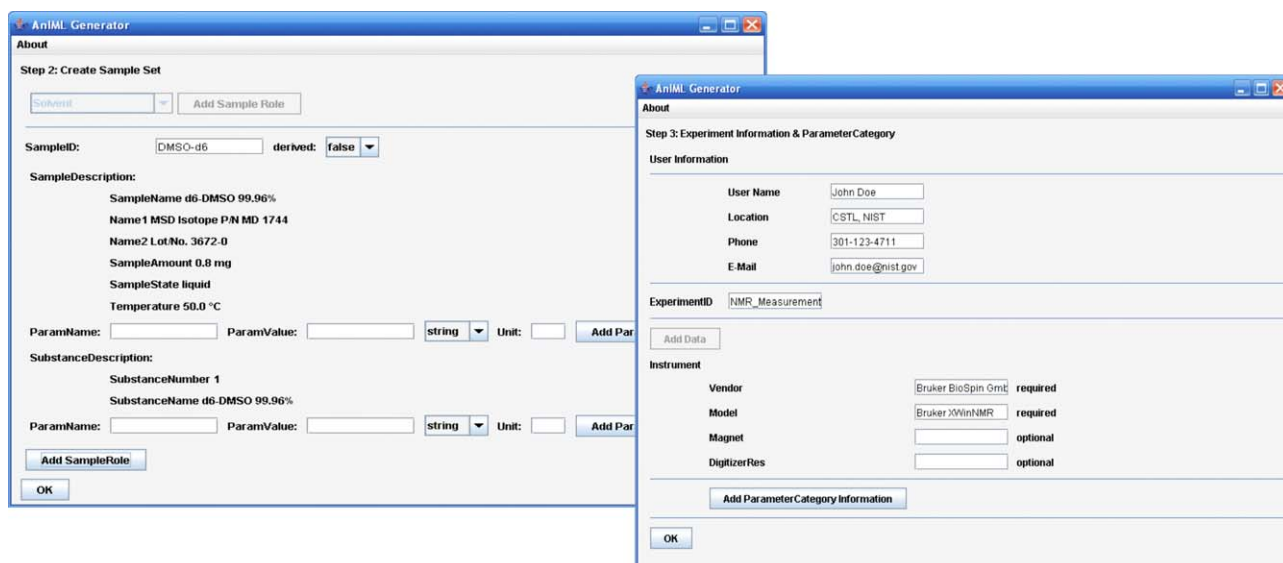 AnIML Generator
About
Step 2: Create Sample Set
Solvent Add Sample Role
SampleID: DMSO-d6 derived: false
SampleDescription:
SampleName d6-DMSO 99.96%
Name1 MSD Isotope P/N MD 1744
Name2 Lot/No. 3672-0
SampleAmount 0.8 mg
SampleState liquid
Temperature 50.0 °C
ParamName: ParamValue: string Unit: Add Par
SubstanceDescription:
SubstanceNumber 1
SubstanceName d6-DMSO 99.96%
ParamName: ParamValue: string Unit: Add Par
Add SampleRole
OK
AnIML Generator
About
Step 3: Experiment Information & ParameterCategory
User Information
User Name John Doe
Location CSTL, NIST
Phone 301-123-4711
E-Mail john.doe@nist.gov
ExperimentID NMR_Measurement
Add Data
Instrument
Vendor Bruker BioSpin Gmb required
Model Bruker XWinNMR required
Magnet optional
DigitizerRes optional
Add ParameterCategory Information
OK